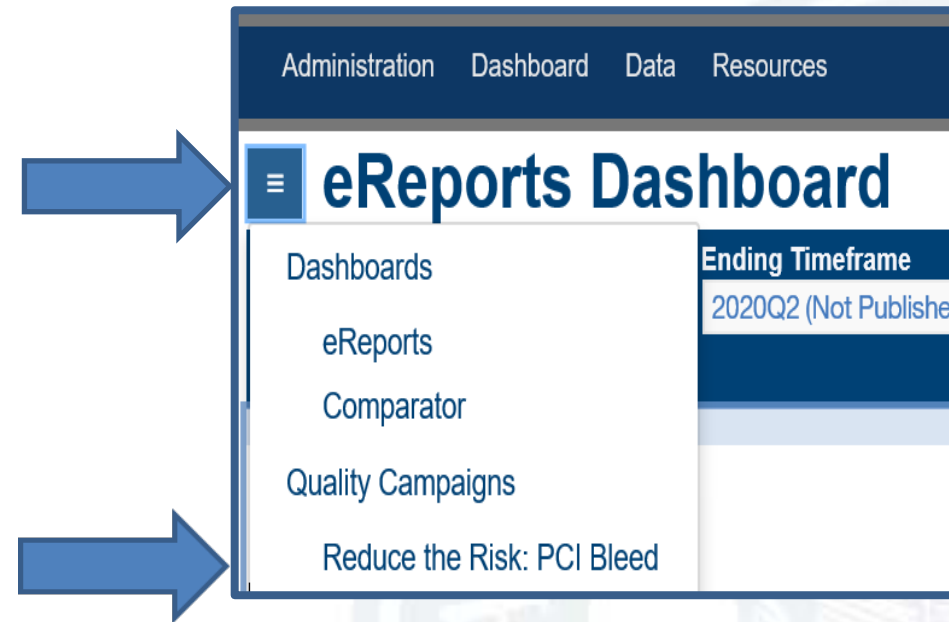 Administration Dashboard Data Resources
eReports Dashboard
Dashboards
Ending Timeframe
2020Q2 (Not Publishe
eReports
Comparator
Quality Campaigns
Reduce the Risk: PCI Bleed